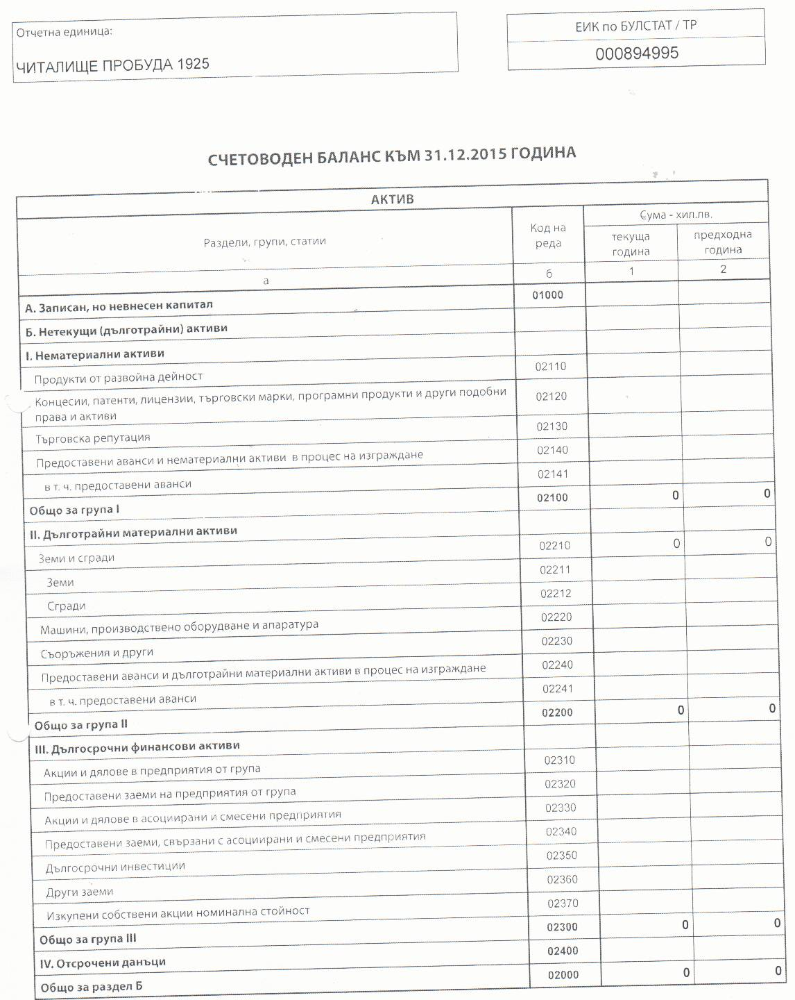 Отчетна единица:
ЧИТАЛИЩЕ ПРОБУДА 1925
ЕИК по БУЛСТАТ / ТР
000894995
СЧЕТОВОДЕН БАЛАНС КЪМ 31.12.2015 ГОДИНА
АКТИВ
Раздели, групи, статии
Код на
реда
Сума - хил.лв.
текуща
година
предходна
година
а б 1 2
А. Записан, но невнесен капитал 01000
Б. Нетекущи (дълготрайни) активи
I. Нематериални активи
Продукти от развойна дейност 02110
Концесии, патенти, лицензии, търговски марки, програмни продукти и други подобни
права и активи 02120
Търговска репутация 02130
Предоставени аванси и нематериални активи в процес на изграждане 02140
в т. ч. предоставени аванси 02141
Общо за група I 02100 0 0
II. Дълготрайни материални активи
Земи и сгради 02210 0 0
Земи 02211
Сгради 02212
Машини, производствено оборудване и апаратура 02220
Съоръжения и други 02230
Предоставени аванси и дълготрайни материални активи в процес на изграждане 02240
в т. ч. предоставени аванси 02241
Общо за група II 02200 0 0
III. Дългосрочни финансови активи
Акции и дялове в предприятия от група 02310
Предоставени заеми на предприятия от група 02320
Акции и дялове в асоциирани и смесени предприятия 02330
Предоставени заеми, свързани с асоциирани и смесени предприятия 02340
Дългосрочни инвестиции 02350
Други заеми 02360
Изкупени собствени акции номинална стойност 02370
Общо за група III 02300 0 0
IV. Отсрочени данъци 02400
Общо за раздел Б 02000 0 0